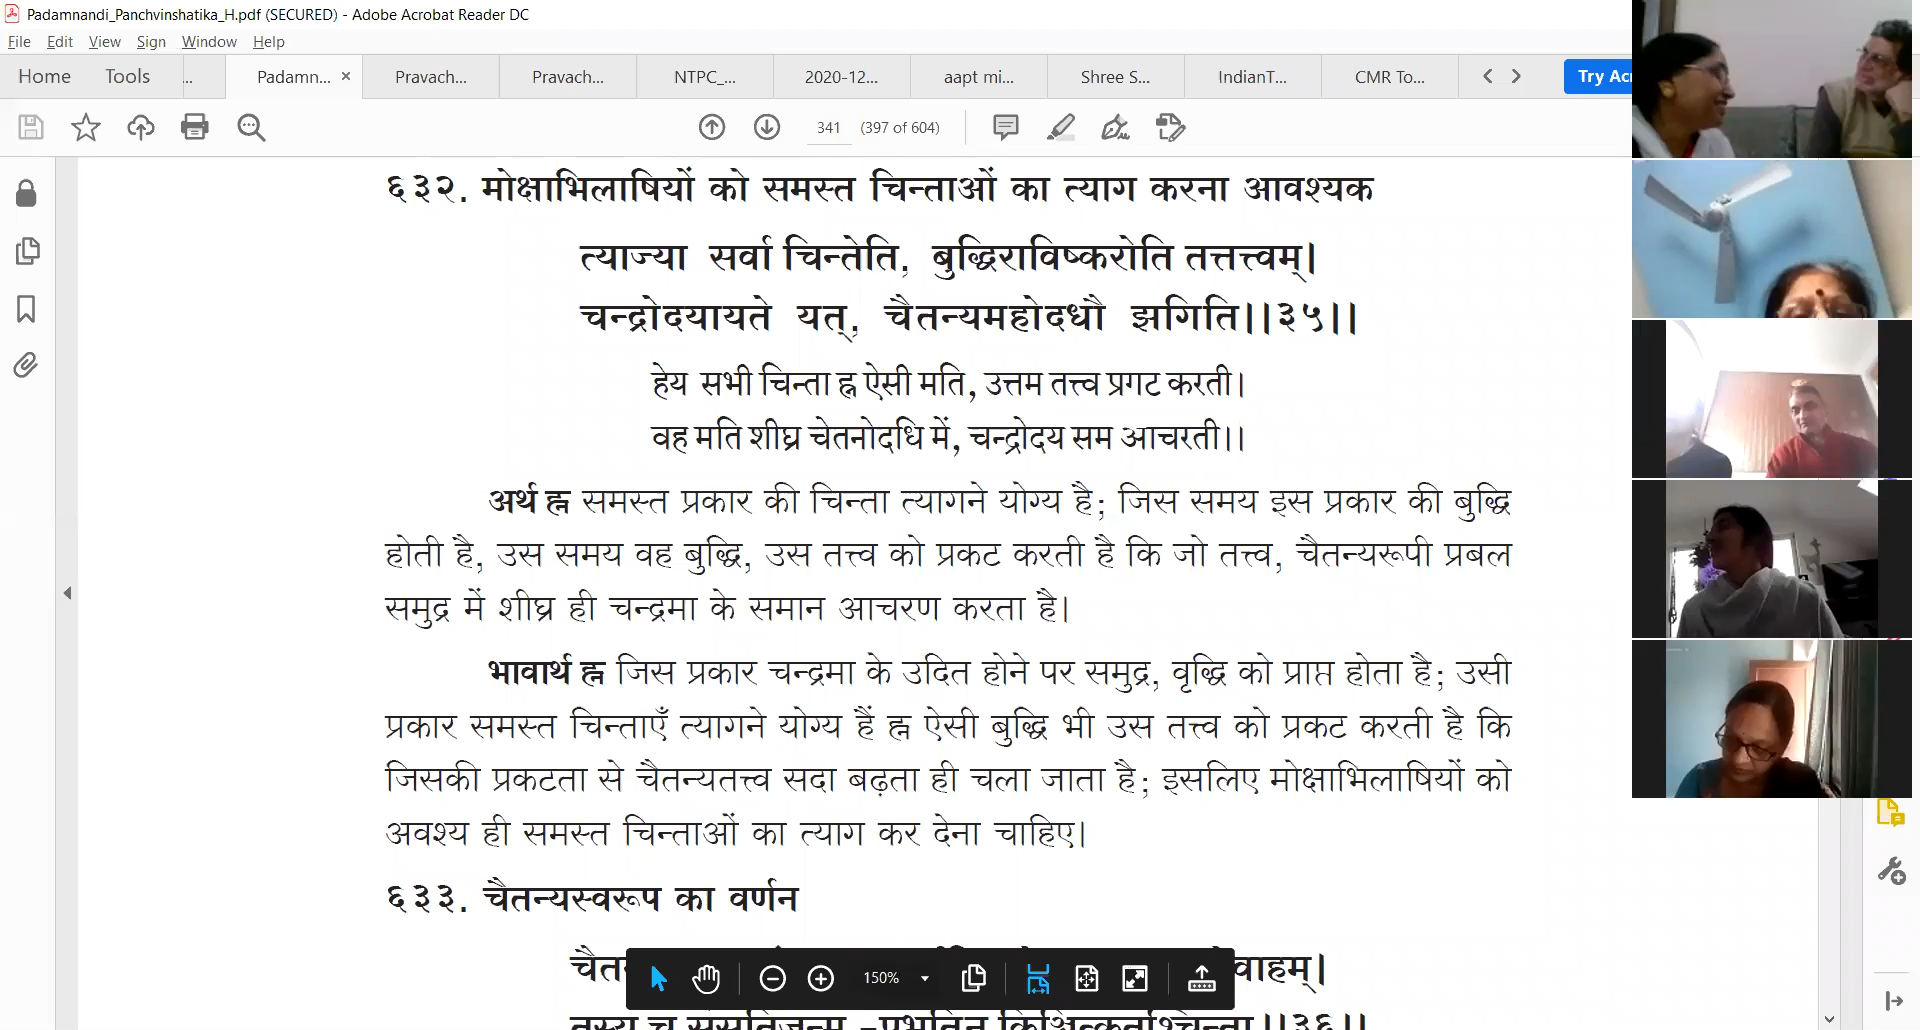 Padamnandi_Panchvinshatika_H.pdf (SECURED) - Adobe Acrobat Reader DC
File Edit View Sign Window Help
Home Tools ... Padamn... × Pravach... Pravach... NTPC_... 2020-12... aapt mi... Shree S... IndianT... CMR To... Try Acr
341 (397 of 604)
६३२. मोक्षाभिलाषियों को समस्त चिन्ताओं का त्याग करना आवश्यक
त्याज्या सर्वा चिन्तेति, बुद्धिराविष्करोति तत्तत्त्वम्।
चन्द्रोदयायते यत्, चैतन्यमहोदधौ झगिति।।३५।।
हेय सभी चिन्ता ह्न ऐसी मति, उत्तम तत्त्व प्रगट करती।
वह मति शीघ्र चेतनोदधि में, चन्द्रोदय सम आचरती।।
अर्थ ह्न समस्त प्रकार की चिन्ता त्यागने योग्य है; जिस समय इस प्रकार की बुद्धि
होती है, उस समय वह बुद्धि, उस तत्त्व को प्रकट करती है कि जो तत्त्व, चैतन्यरूपी प्रबल
समुद्र में शीघ्र ही चन्द्रमा के समान आचरण करता है।
भावार्थ ह्न जिस प्रकार चन्द्रमा के उदित होने पर समुद्र, वृद्धि को प्राप्त होता है; उसी
प्रकार समस्त चिन्ताएँ त्यागने योग्य हैं ह्न ऐसी बुद्धि भी उस तत्त्व को प्रकट करती है कि
जिसकी प्रकटता से चैतन्यतत्त्व सदा बढ़ता ही चला जाता है; इसलिए मोक्षाभिलाषियों को
अवश्य ही समस्त चिन्ताओं का त्याग कर देना चाहिए।
६३३. चैतन्यस्वरूप का वर्णन
वाहम्।
150%